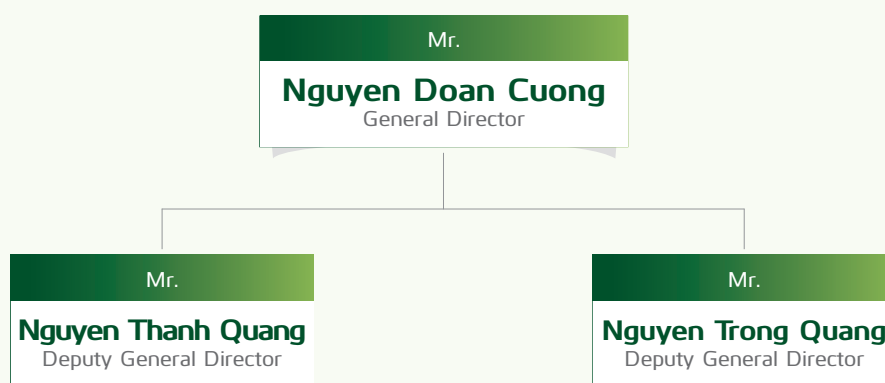 Mr.
Nguyen Doan Cuong
General Director
Mr.
Nguyen Thanh Quang
Deputy General Director
Mr.
Nguyen Trong Quang
Deputy General Director